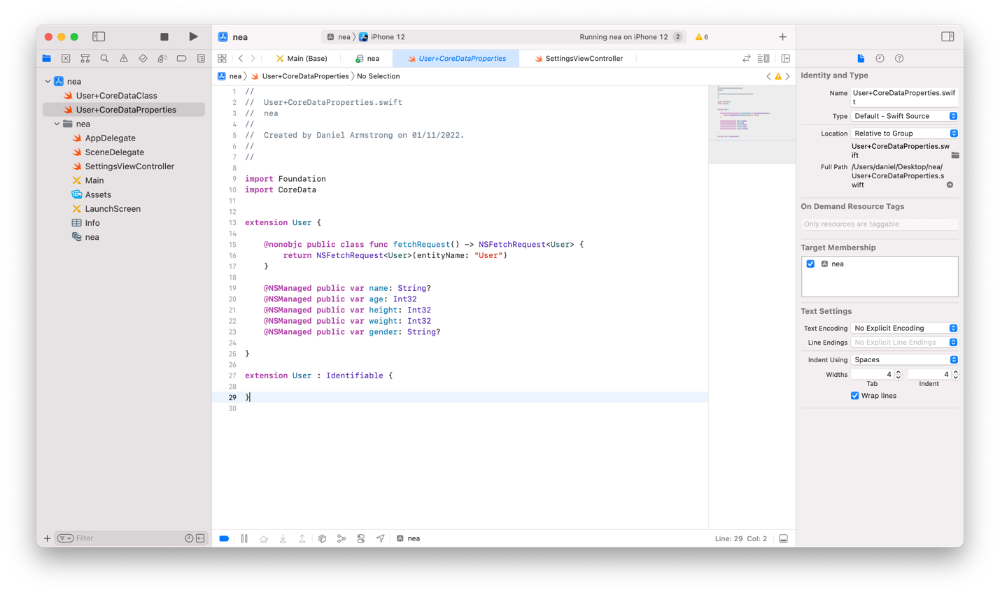 nea
nea
iPhone 12
Running nea on iPhone 12
2
6
Main (Base)
nea
User+CoreDataProperties
SettingsViewController
nea
User+CoreDataProperties
No Selection
nea
User+CoreDataClass
User+CoreDataProperties
nea
AppDelegate
SceneDelegate
SettingsViewController
Main
Assets
LaunchScreen
Info
nea
Filter
1 //
2 //  User+CoreDataProperties.swift
3 //  nea
4 //
5 //  Created by Daniel Armstrong on 01/11/2022.
6 //
7 //
8
9 import Foundation
10 import CoreData
11
12
13 extension User {
14
15     @nonobjc public class func fetchRequest() -> NSFetchRequest<User> {
16         return NSFetchRequest<User>(entityName: "User")
17     }
18
19     @NSManaged public var name: String?
20     @NSManaged public var age: Int32
21     @NSManaged public var height: Int32
22     @NSManaged public var weight: Int32
23     @NSManaged public var gender: String?
24
25 }
26
27 extension User : Identifiable {
28
29 }
30
nea
Line: 29 Col: 2
Identity and Type
Name User+CoreDataProperties.swif
t
Type Default - Swift Source
Location Relative to Group
User+CoreDataProperties.sw
ift
Full Path /Users/daniel/Desktop/nea/
User+CoreDataProperties.s
wift
On Demand Resource Tags
Only resources are taggable
Target Membership
nea
Text Settings
Text Encoding No Explicit Encoding
Line Endings No Explicit Line Endings
Indent Using Spaces
Widths 4 4
Tab Indent
Wrap lines